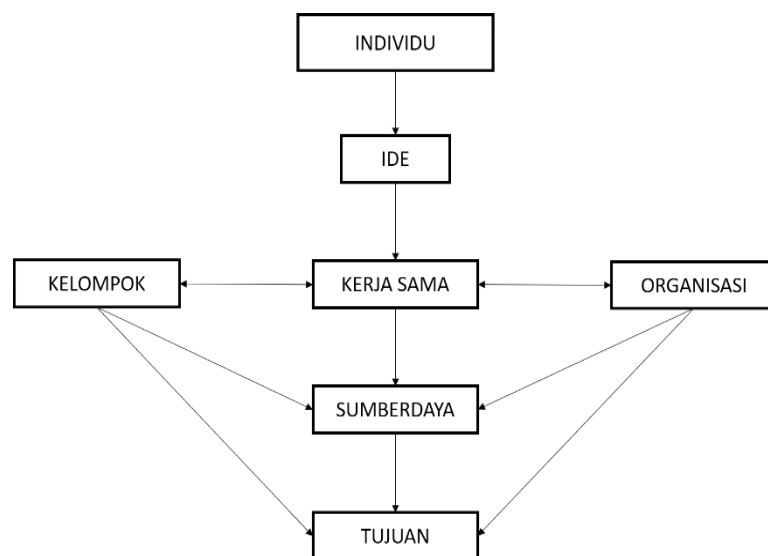 INDIVIDU
IDE
KELOMPOK
KERJA SAMA
ORGANISASI
SUMBERDAYA
TUJUAN